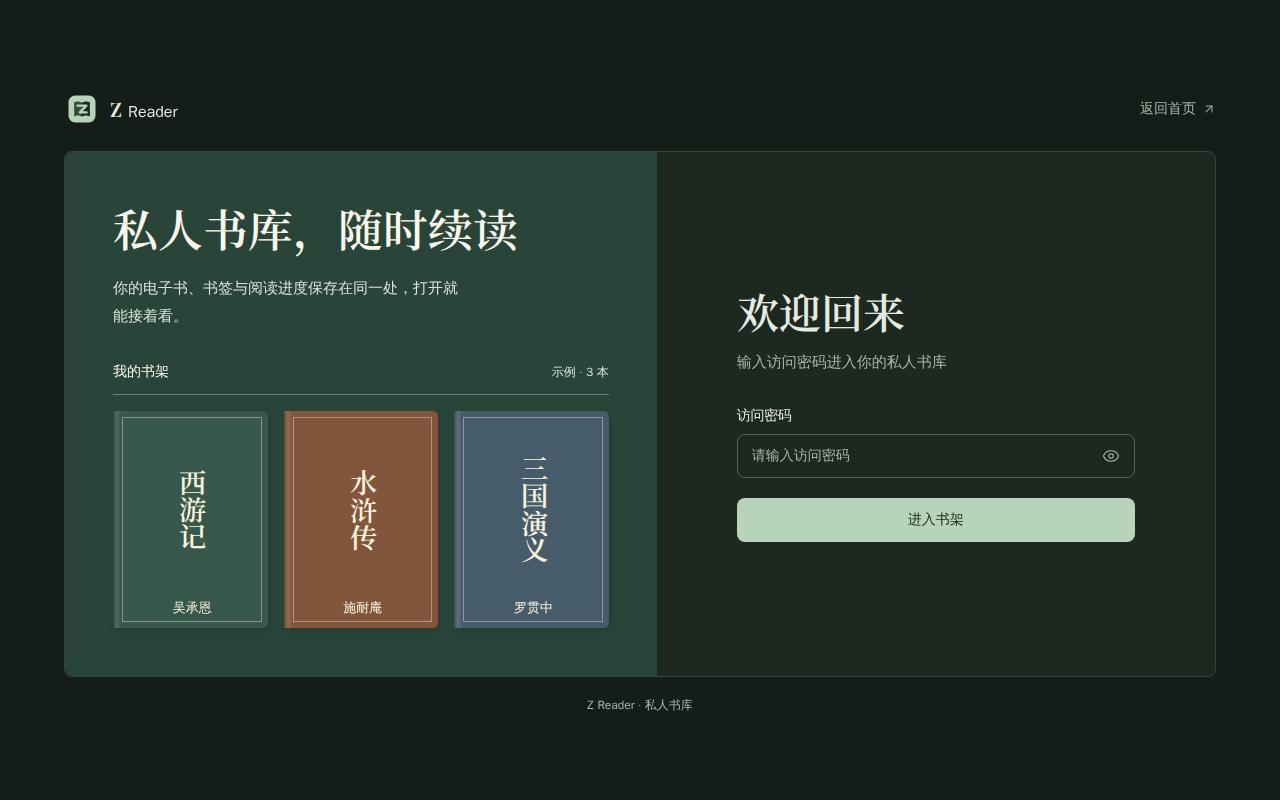 Z Reader
返回首页
私人书库，随时续读
你的电子书、书签与阅读进度保存在同一处，打开就
能接着看。
我的书架
示例 · 3 本
西游记
吴承恩
水浒传
施耐庵
三国演义
罗贯中
欢迎回来
输入访问密码进入你的私人书库
访问密码
请输入访问密码
进入书架
Z Reader · 私人书库